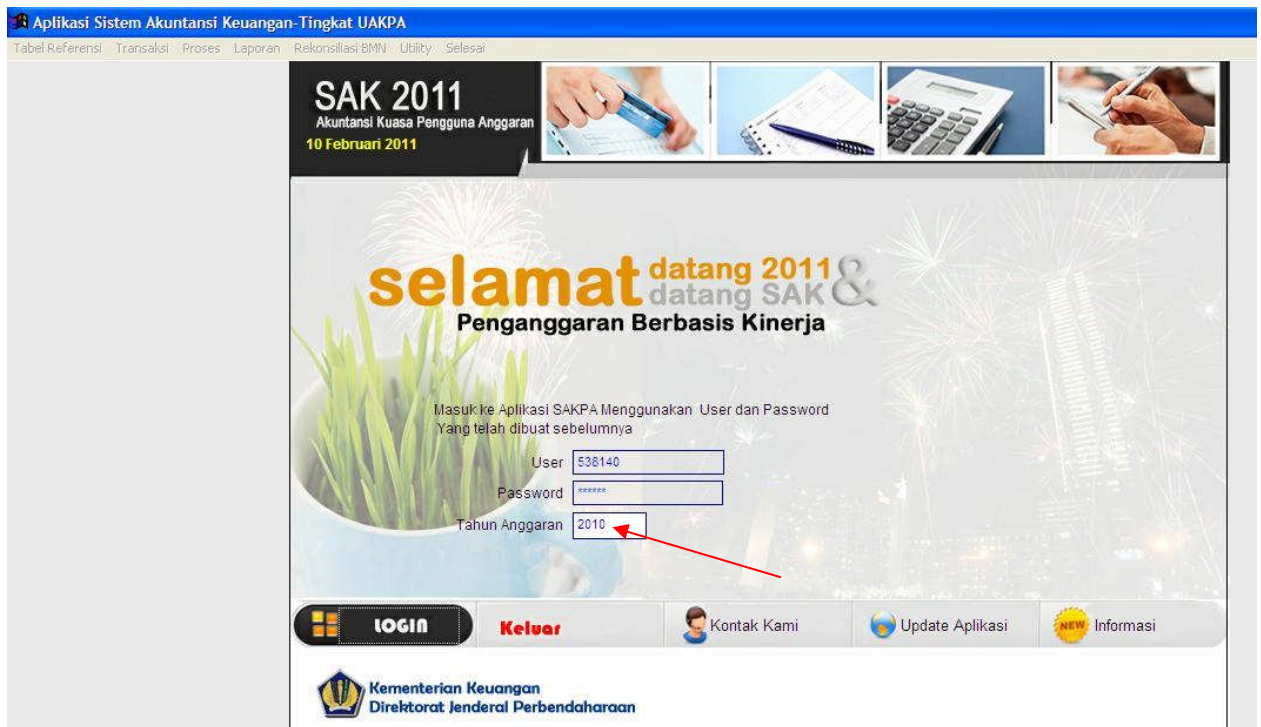 Aplikasi Sistem Akuntansi Keuangan-Tingkat UAKPA
Tabel Referensi Transaksi Proses Laporan Rekonsiliasi BMN Utility Selesai
SAK 2011
Akuntansi Kuasa Pengguna Anggaran
10 Februari 2011
selamat datang 2011 &
datang SAK
Penganggaran Berbasis Kinerja
Masuk ke Aplikasi SAKPA Menggunakan User dan Password
Yang telah dibuat sebelumnya
User 538140
Password ******
Tahun Anggaran 2010
LOGIN Keluar Kontak Kami Update Aplikasi NEW Informasi
Kementerian Keuangan
Direktorat Jenderal Perbendaharaan